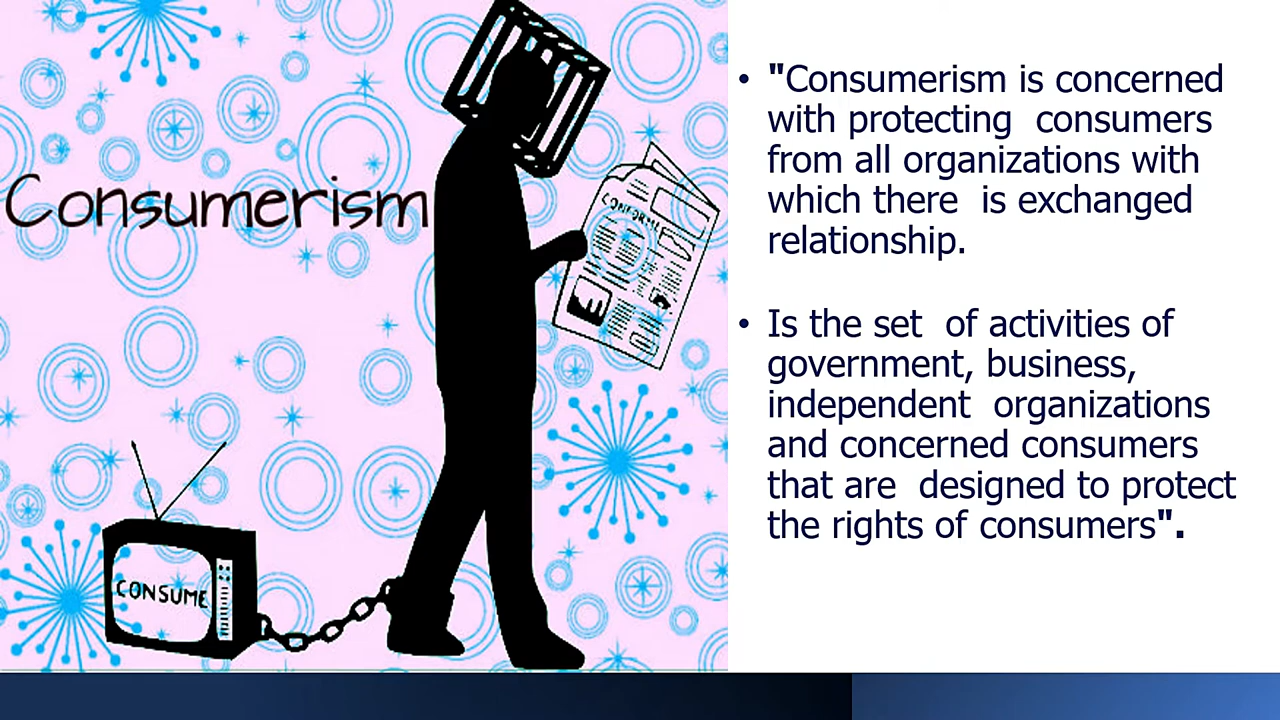 Consumerism
CONFORM
CONSUME
• "Consumerism is concerned
with protecting consumers
from all organizations with
which there is exchanged
relationship.
• Is the set of activities of
government, business,
independent organizations
and concerned consumers
that are designed to protect
the rights of consumers".